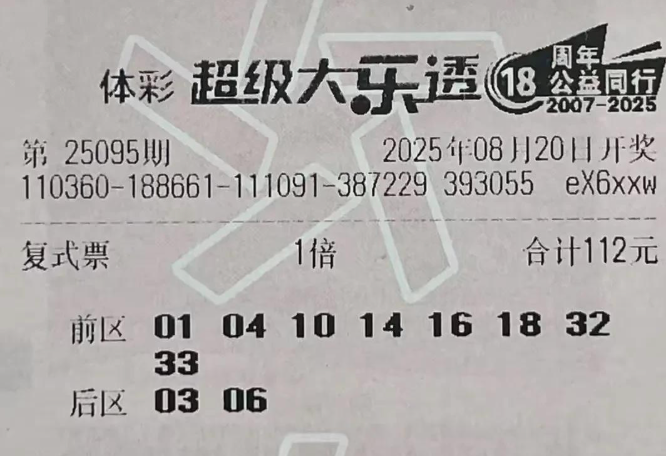 体彩 超级大乐透 18 周年
公益同行
2007-2025
第 25095期 2025年08月20日开奖
110360-188661-111091-387229 393055 eX6xxw
复式票 1倍 合计112元
前区 01 04 10 14 16 18 32
33
后区 03 06